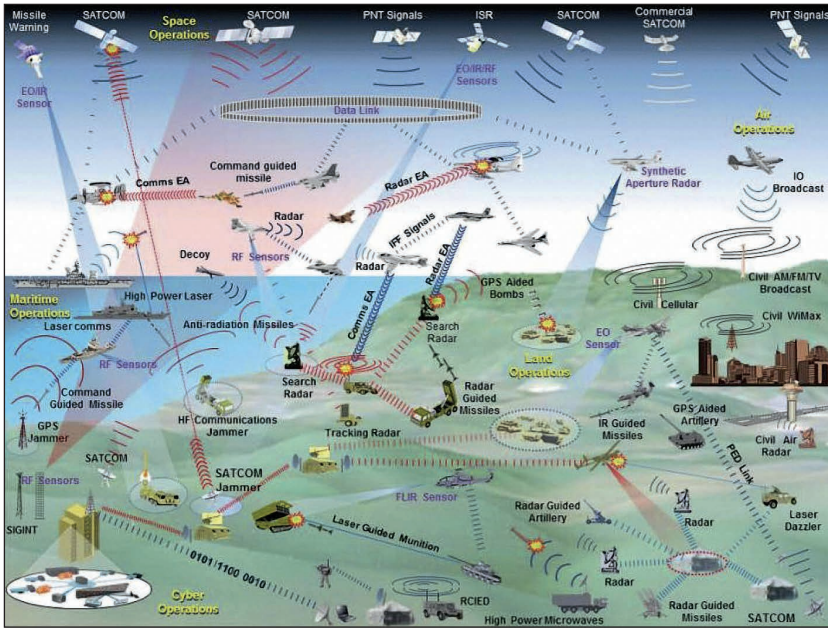 Missile
Warning
SATCOM
Space
Operations
SATCOM
PNT Signals
ISR
SATCOM
Commercial
SATCOM
PNT Signals
EO/IR
Sensor
EO/IR/RF
Sensors
Data Link
Air
Operations
Comms EA
Command guided
missile
Radar EA
Synthetic
Aperture Radar
IO
Broadcast
Radar
RF Sensors
IFF Signals
Decoy
Radar
Radar EA
Comms EA
GPS Aided
Bombs
Civil AM/FM/TV
Broadcast
Civil Cellular
Maritime
Operations
High Power Laser
Laser comms
Anti-radiation Missiles
Search
Radar
EO
Sensor
Civil WiMax
RF Sensors
Command
Guided Missile
Search
Radar
Radar
Guided
Missiles
Land
Operations
GPS
Jammer
HF Communications
Jammer
Tracking Radar
IR Guided
Missiles
GPS Aided
Artillery
Civil Air
Radar
PED Link
SATCOM
RF Sensors
SATCOM
Jammer
FLIR Sensor
SIGINT
Laser Guided Munition
Radar Guided
Artillery
Radar
Laser
Dazzler
0101 1100 0010
Radar
Cyber
Operations
RCIED
High Power Microwaves
Radar Guided
Missiles
SATCOM